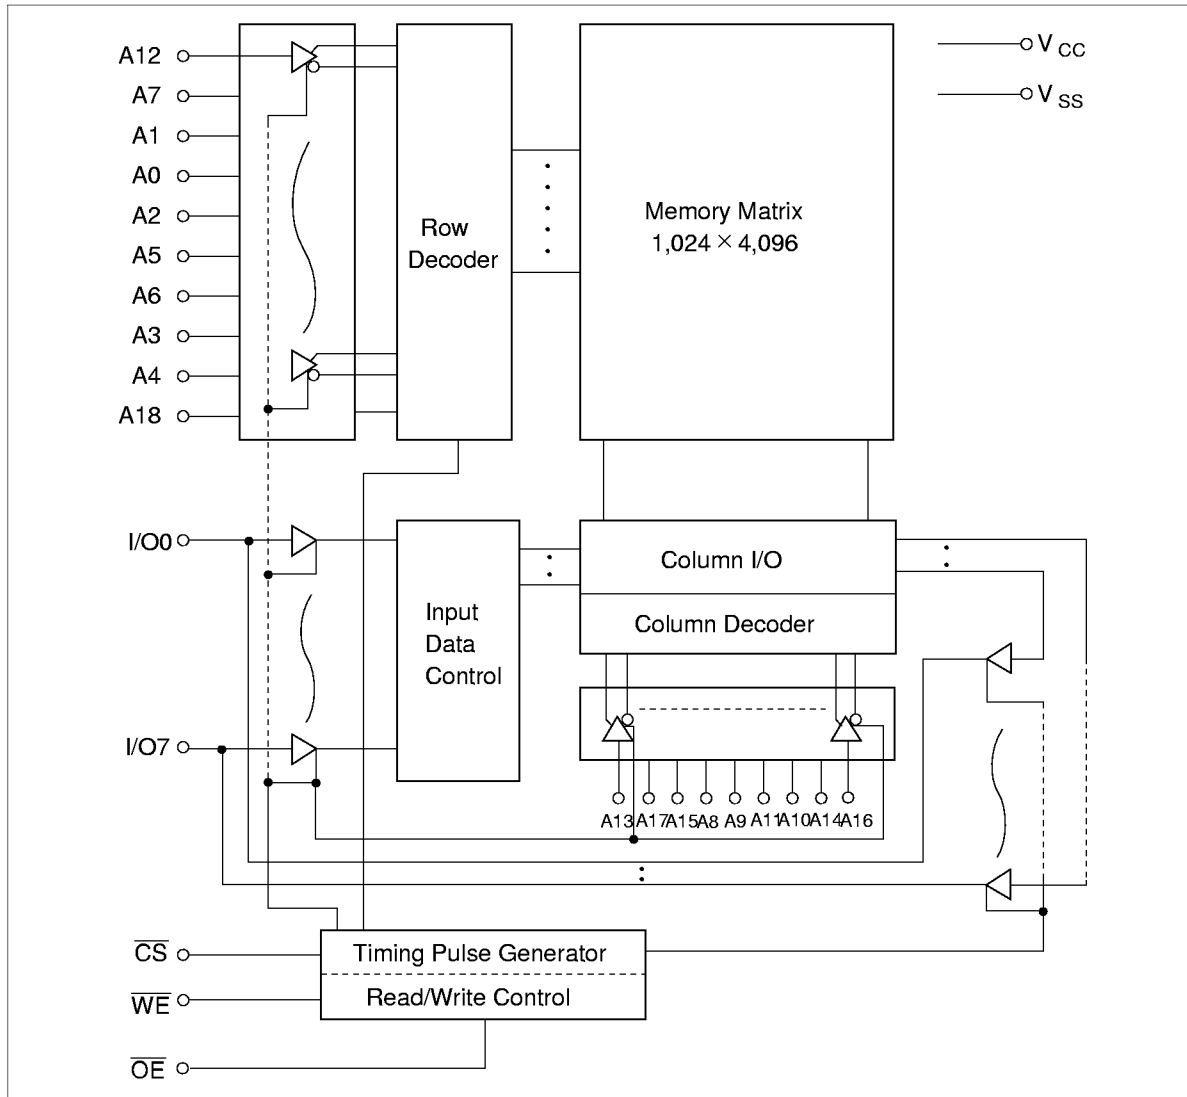 A12
A7
A1
A0
A2
A5
A6
A3
A4
A18
Row
Decoder
Memory Matrix
1,024 × 4,096
V CC
V SS
I/O0
I/O7
Input
Data
Control
Column I/O
Column Decoder
A13 A17 A15 A8 A9 A11 A10 A14 A16
CS
WE
OE
Timing Pulse Generator
Read/Write Control